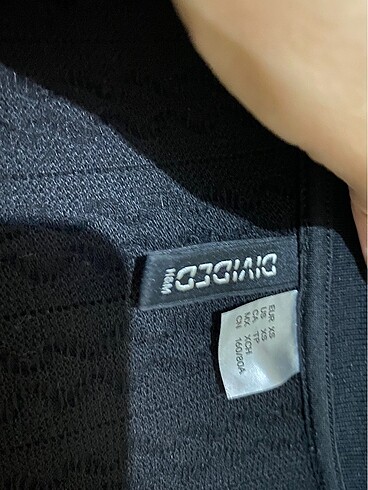 DIVIDED
H&M
EUR XS
US XS
CA TP
MX XCH
CN 160/80A